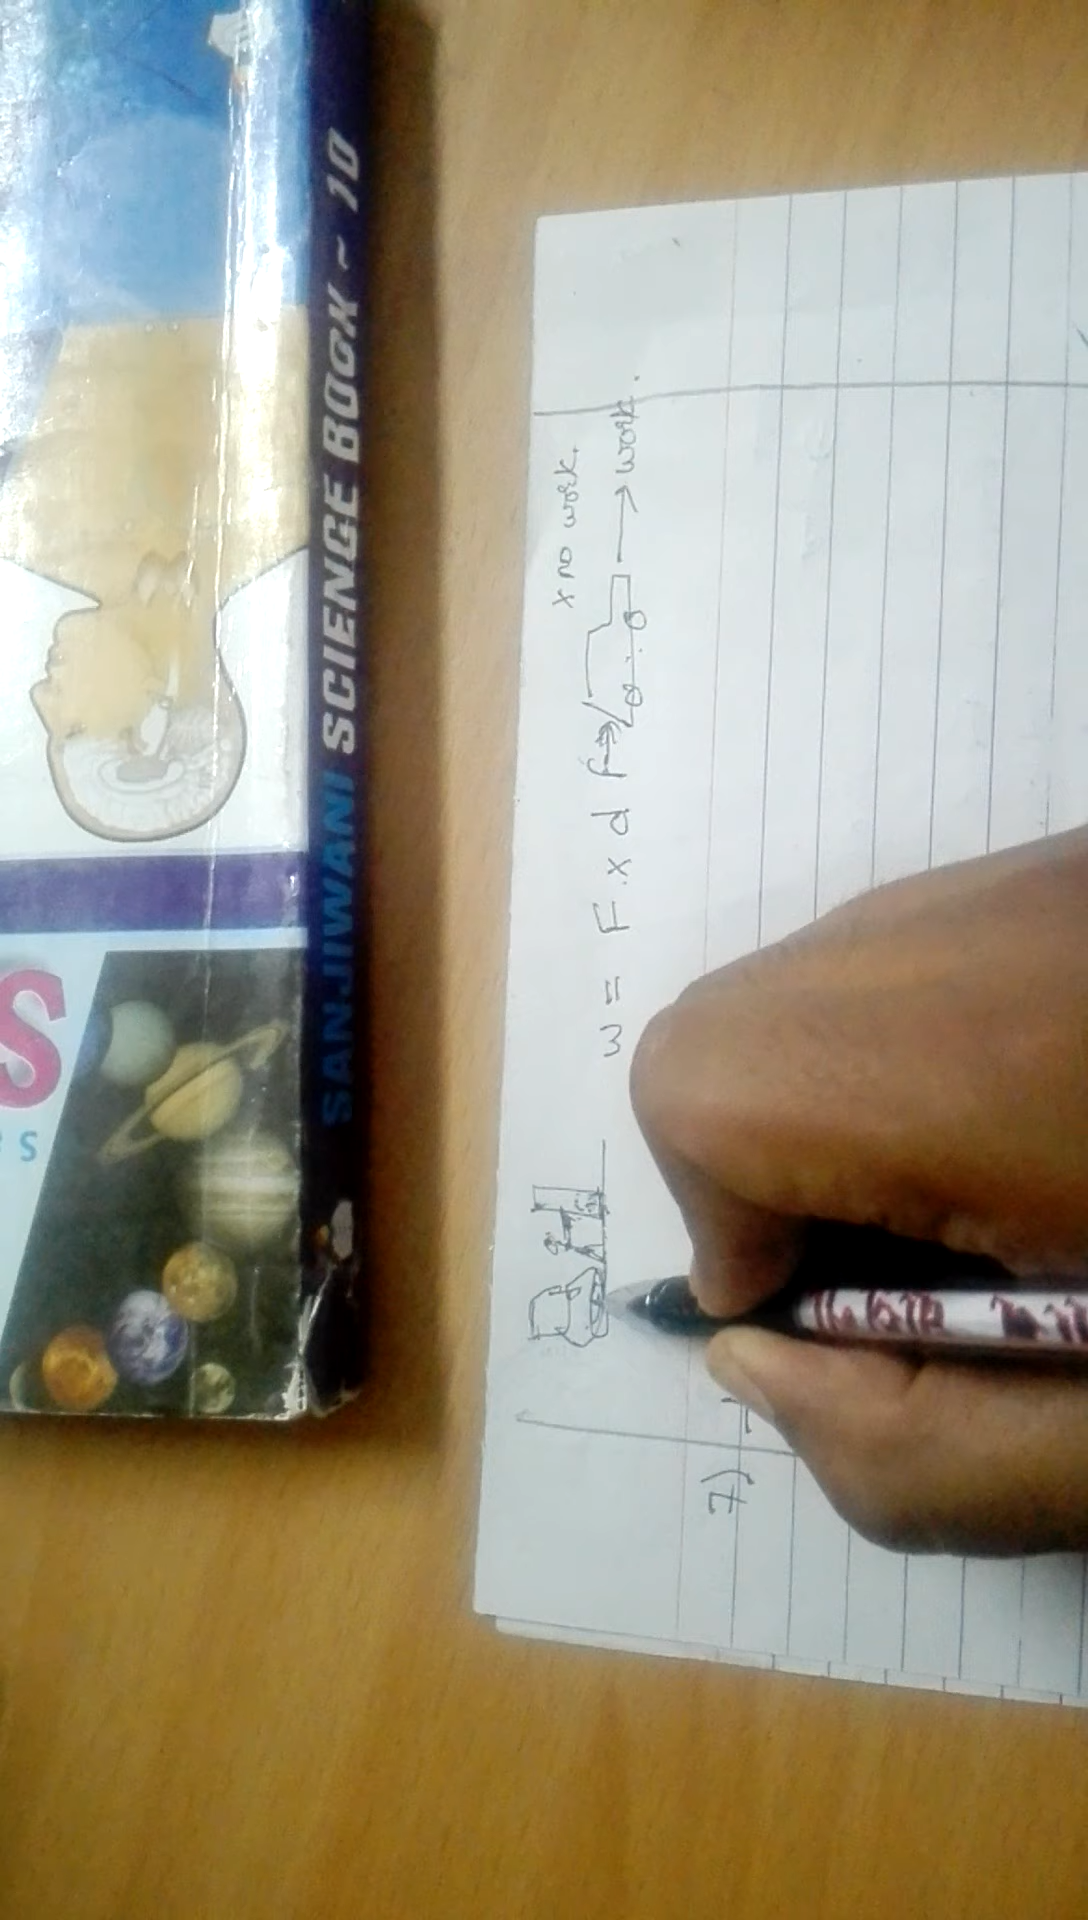 SANJIWANI SCIENCE BOOK - 10
S
S
x no work.
w = F x d F → work.
7)